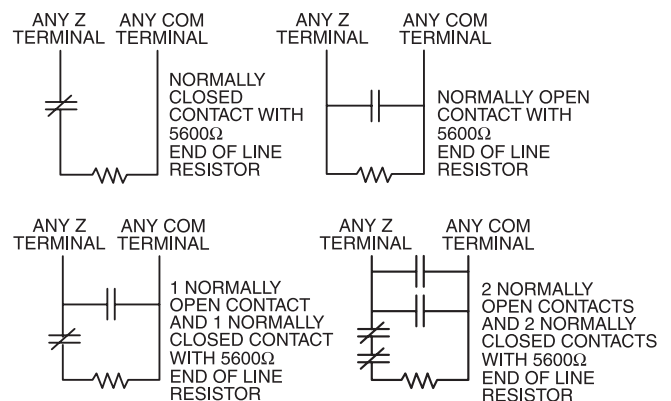 ANY Z
TERMINAL
ANY COM
TERMINAL
NORMALLY
CLOSED
CONTACT WITH
5600Ω
END OF LINE
RESISTOR
ANY Z
TERMINAL
ANY COM
TERMINAL
NORMALLY OPEN
CONTACT WITH
5600Ω
END OF LINE
RESISTOR
ANY Z
TERMINAL
ANY COM
TERMINAL
1 NORMALLY
OPEN CONTACT
AND 1 NORMALLY
CLOSED CONTACT
WITH 5600Ω
END OF LINE
RESISTOR
ANY Z
TERMINAL
ANY COM
TERMINAL
2 NORMALLY
OPEN CONTACTS
AND 2 NORMALLY
CLOSED CONTACTS
WITH 5600Ω
END OF LINE
RESISTOR